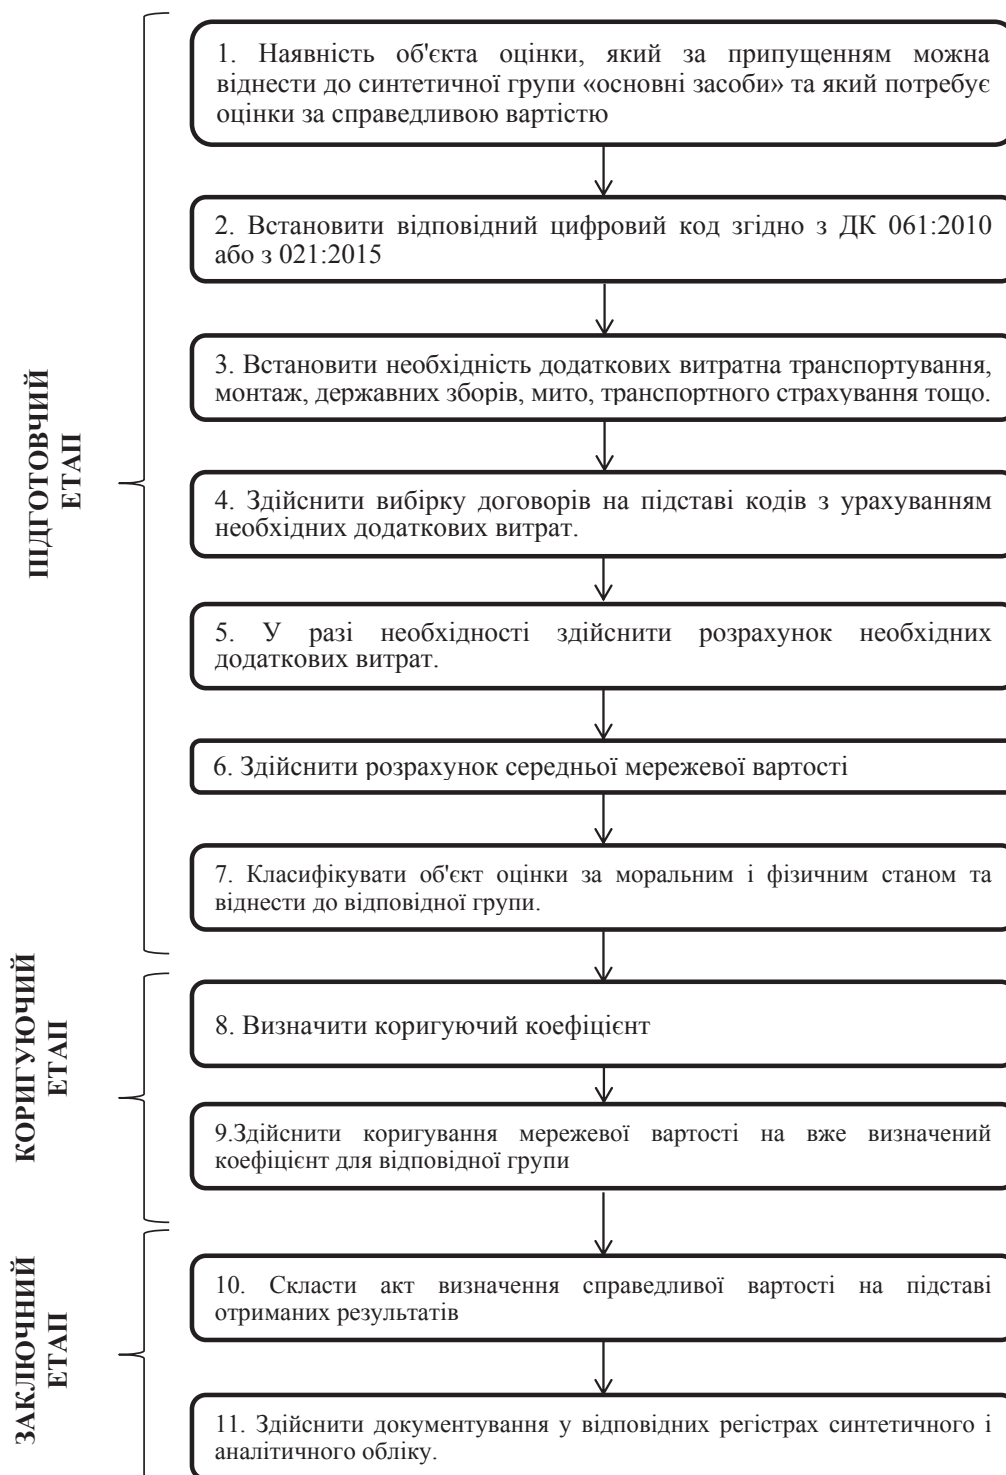 ПІДГОТОВЧИЙ
ЕТАП
1. Наявність об'єкта оцінки, який за припущенням можна
віднести до синтетичної групи «основні засоби» та який потребує
оцінки за справедливою вартістю
2. Встановити відповідний цифровий код згідно з ДК 061:2010
або з 021:2015
3. Встановити необхідність додаткових витратна транспортування,
монтаж, державних зборів, мито, транспортного страхування тощо.
4. Здійснити вибірку договорів на підставі кодів з урахуванням
необхідних додаткових витрат.
5. У разі необхідності здійснити розрахунок необхідних
додаткових витрат.
6. Здійснити розрахунок середньої мережевої вартості
7. Класифікувати об'єкт оцінки за моральним і фізичним станом та
віднести до відповідної групи.
КОРИГУЮЧИЙ
ЕТАП
8. Визначити коригуючий коефіцієнт
9.Здійснити коригування мережевої вартості на вже визначений
коефіцієнт для відповідної групи
ЗАКЛЮЧНИЙ
ЕТАП
10. Скласти акт визначення справедливої вартості на підставі
отриманих результатів
11. Здійснити документування у відповідних регістрах синтетичного і
аналітичного обліку.